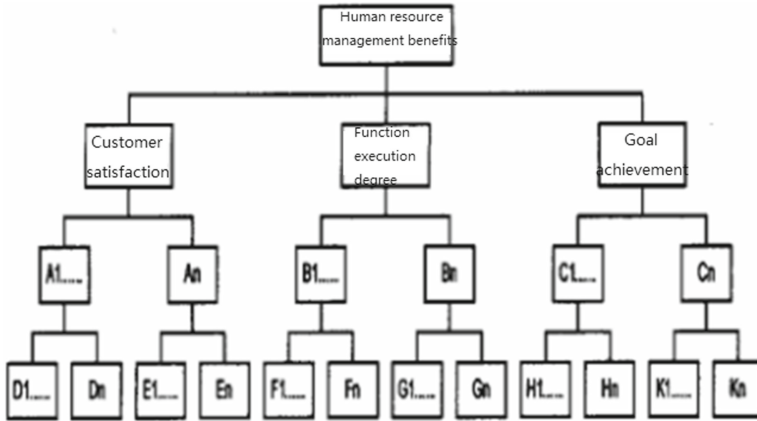 Human resource
management benefits
Customer
satisfaction
Function
execution
degree
Goal
achievement
A1......
An
B1......
Bn
C1......
Cn
D1......
Dn
E1......
En
F1......
Fn
G1......
Gn
H1......
Hn
K1......
Kn